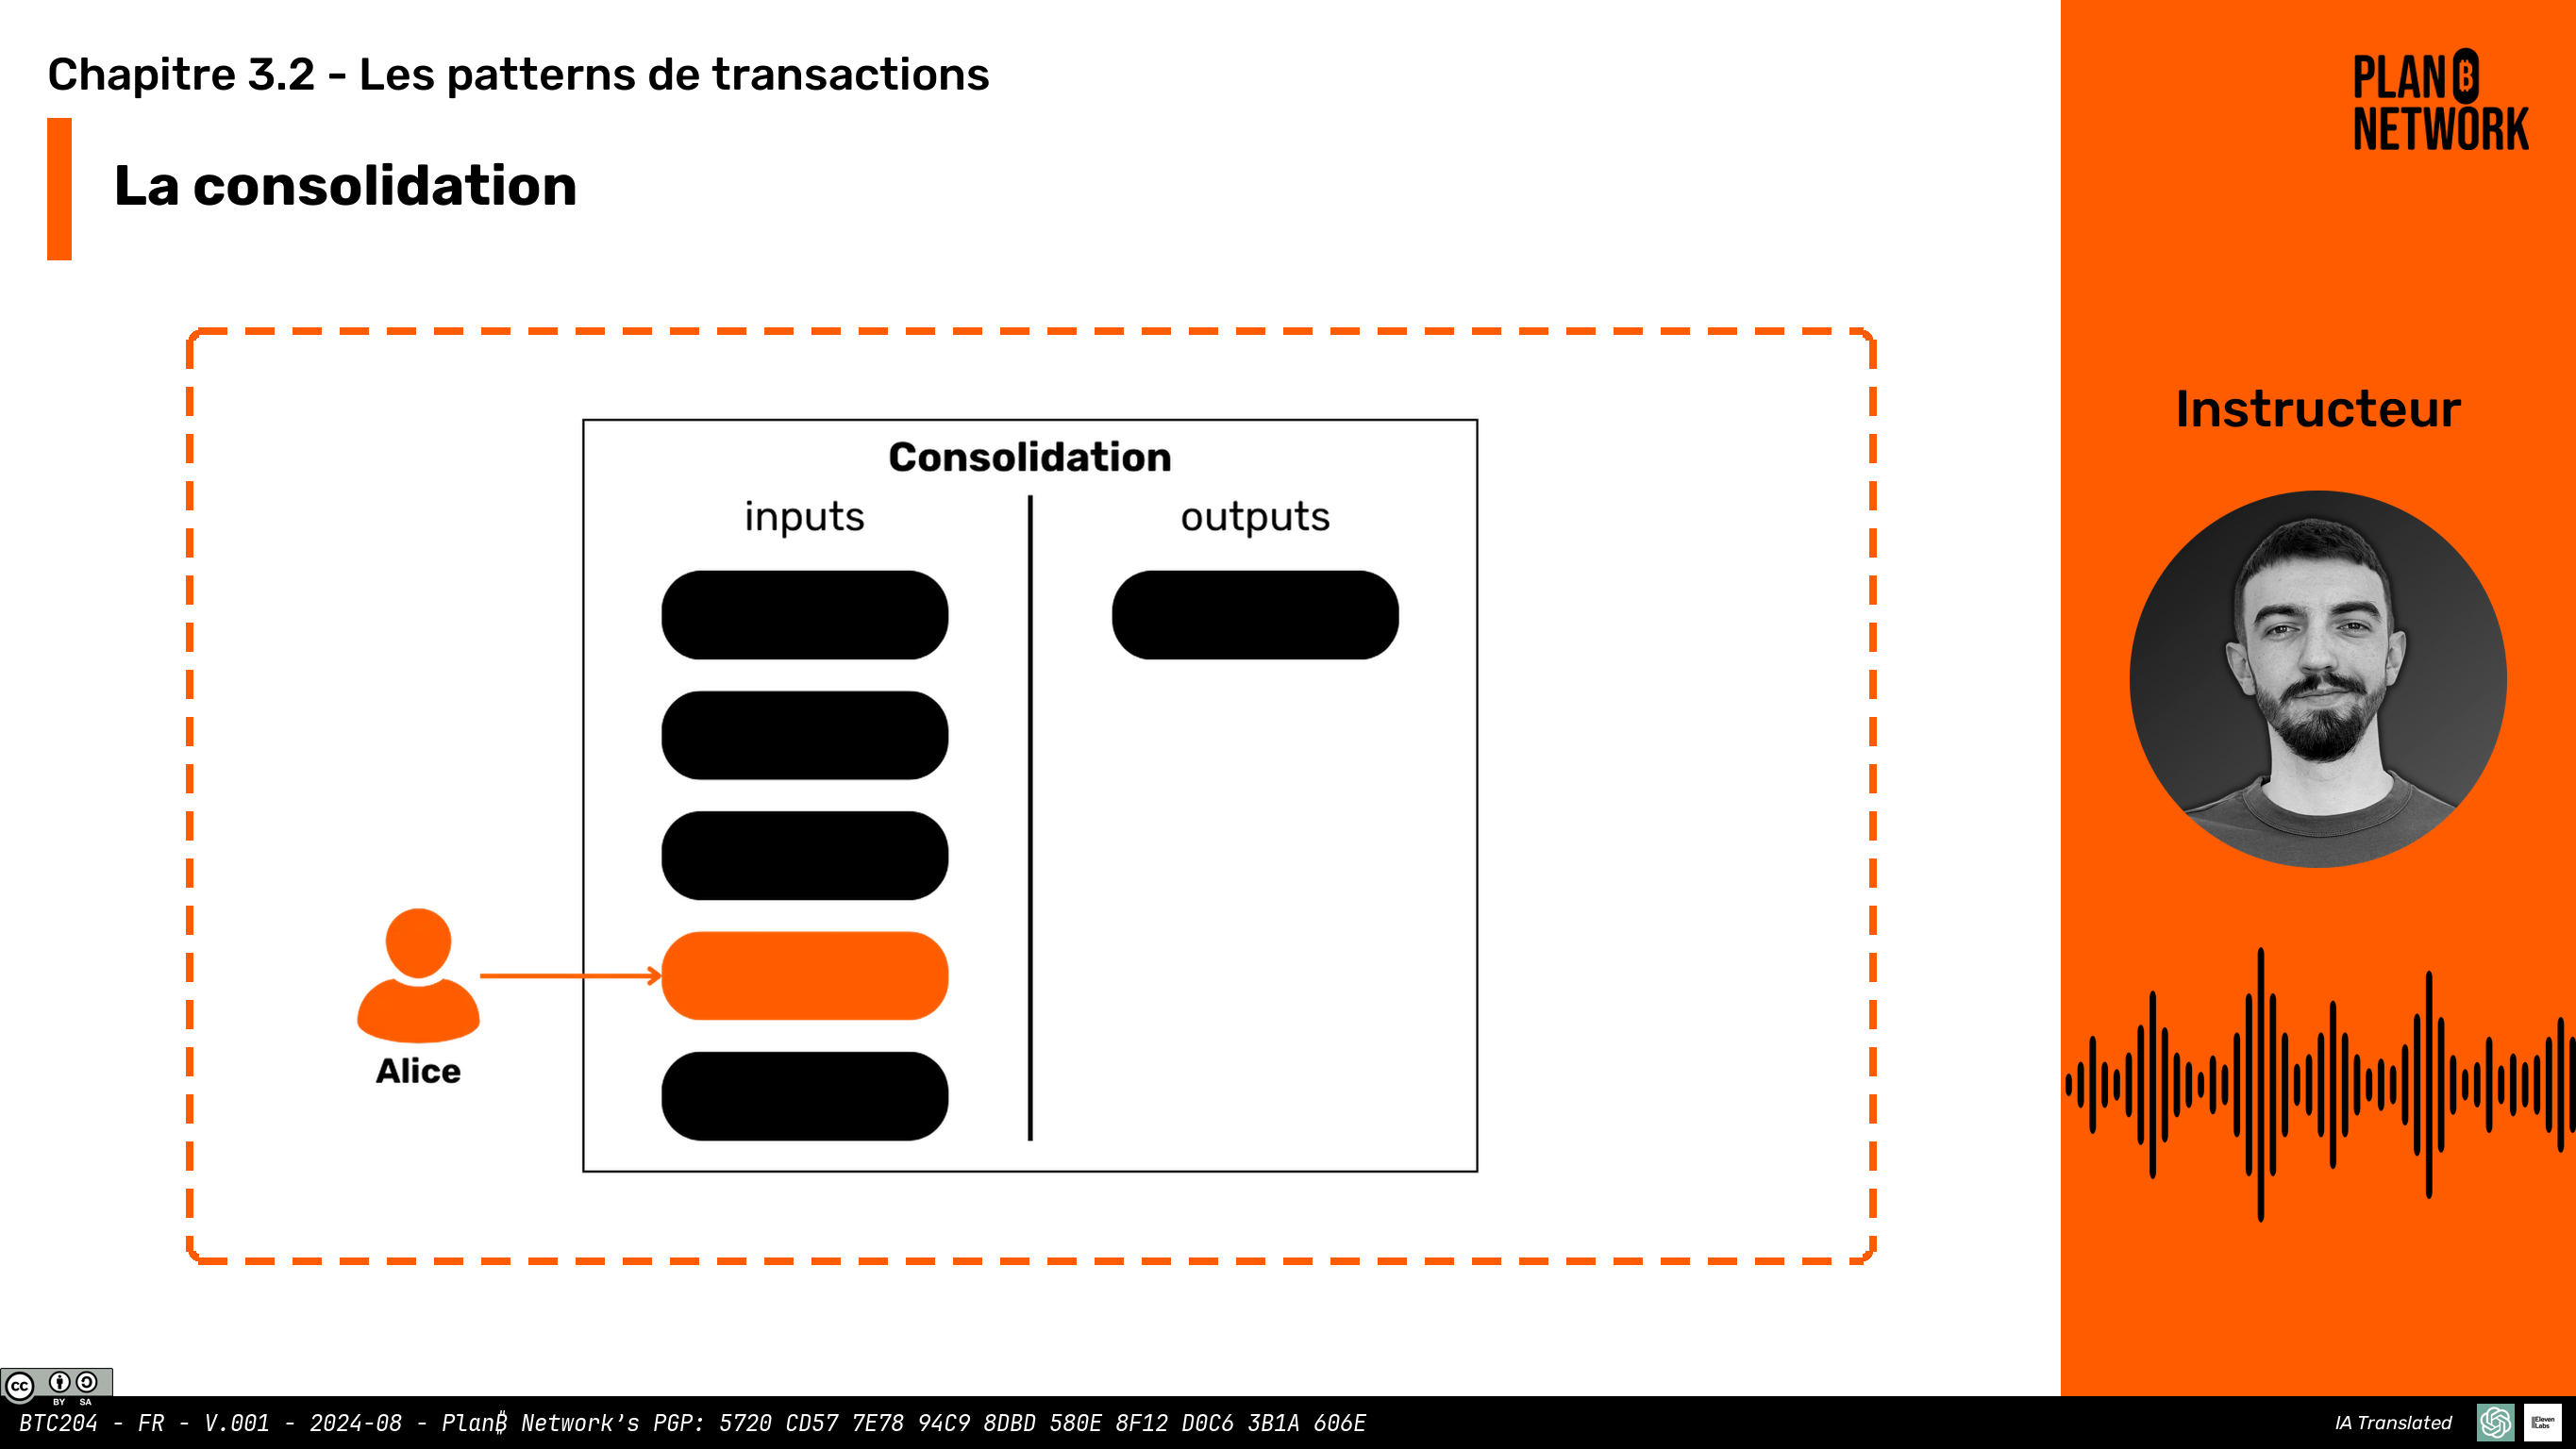 Chapitre 3.2 - Les patterns de transactions
La consolidation
PLAN ₿
NETWORK
Instructeur
Consolidation
inputs
outputs
Alice
CC BY SA
BTC204 - FR - V.001 - 2024-08 - Plan₿ Network's PGP: 5720 CD57 7E78 94C9 8DBD 580E 8F12 D0C6 3B1A 606E
IA Translated
ElevenLabs